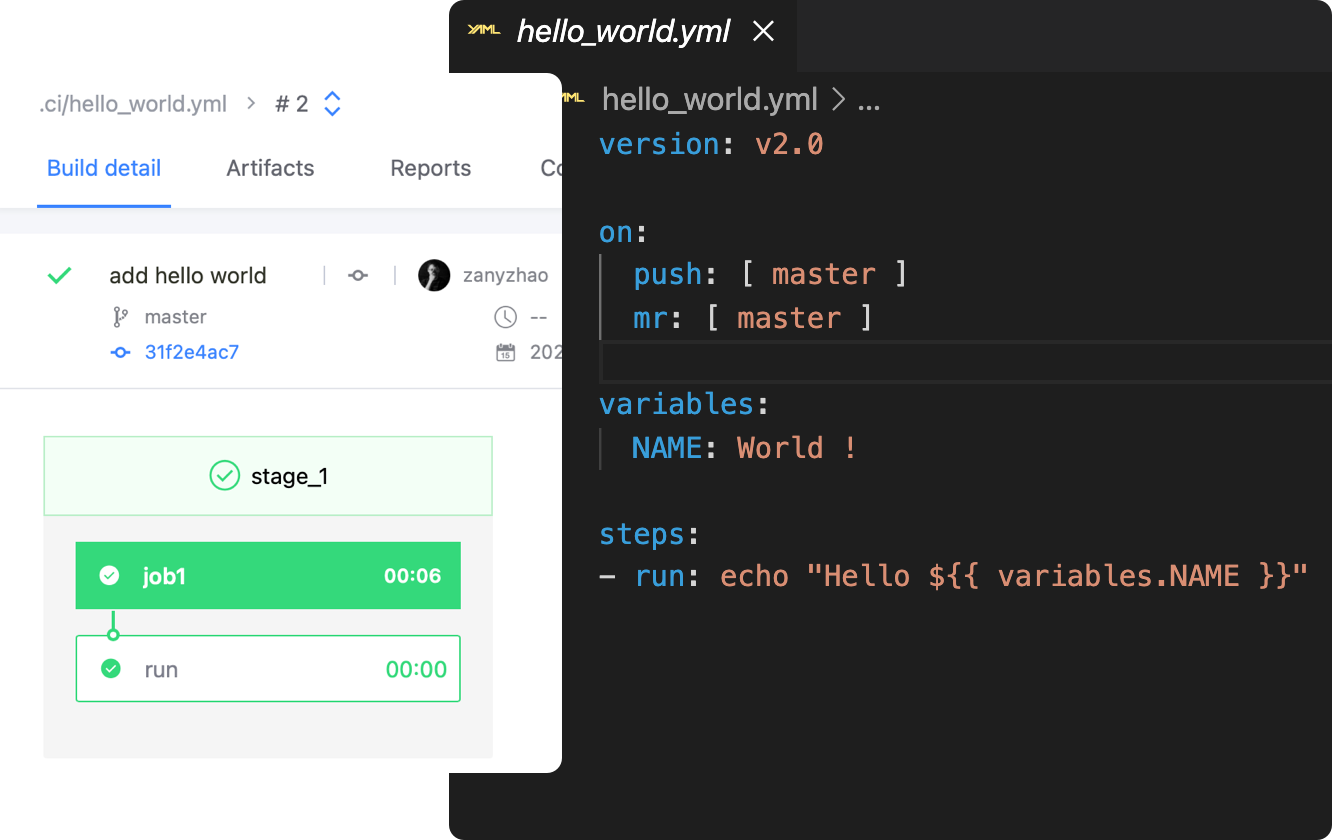 .ci/hello_world.yml > # 2
Build detail Artifacts Reports Co
add hello world zanyzhao
master --
31f2e4ac7 15 202
stage_1
job1 00:06
run 00:00
YAML hello_world.yml
hello_world.yml > ...
version: v2.0
on:
push: [ master ]
mr: [ master ]
variables:
NAME: World !
steps:
- run: echo "Hello ${{ variables.NAME }}"